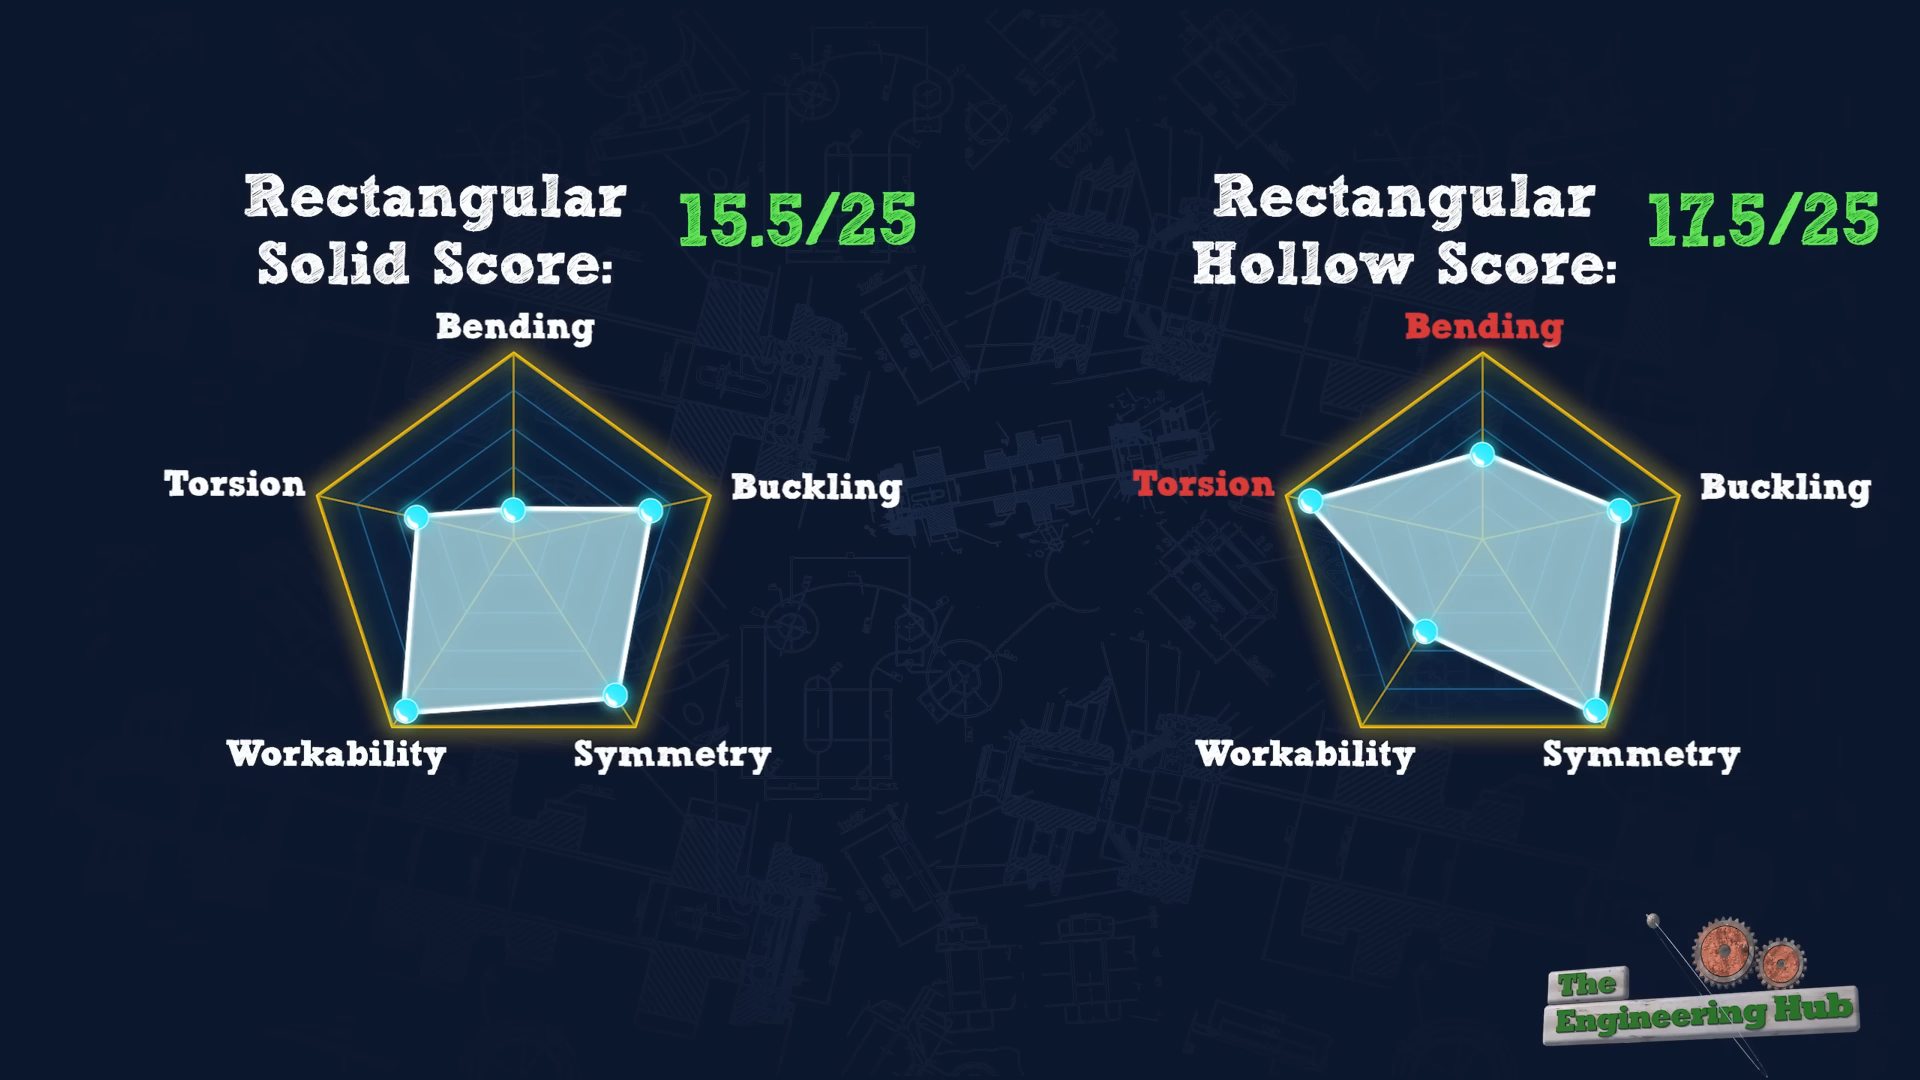 Rectangular
Solid Score:
15.5/25
Bending
Torsion
Buckling
Workability
Symmetry
Rectangular
Hollow Score:
17.5/25
Bending
Torsion
Buckling
Workability
Symmetry
The
Engineering Hub